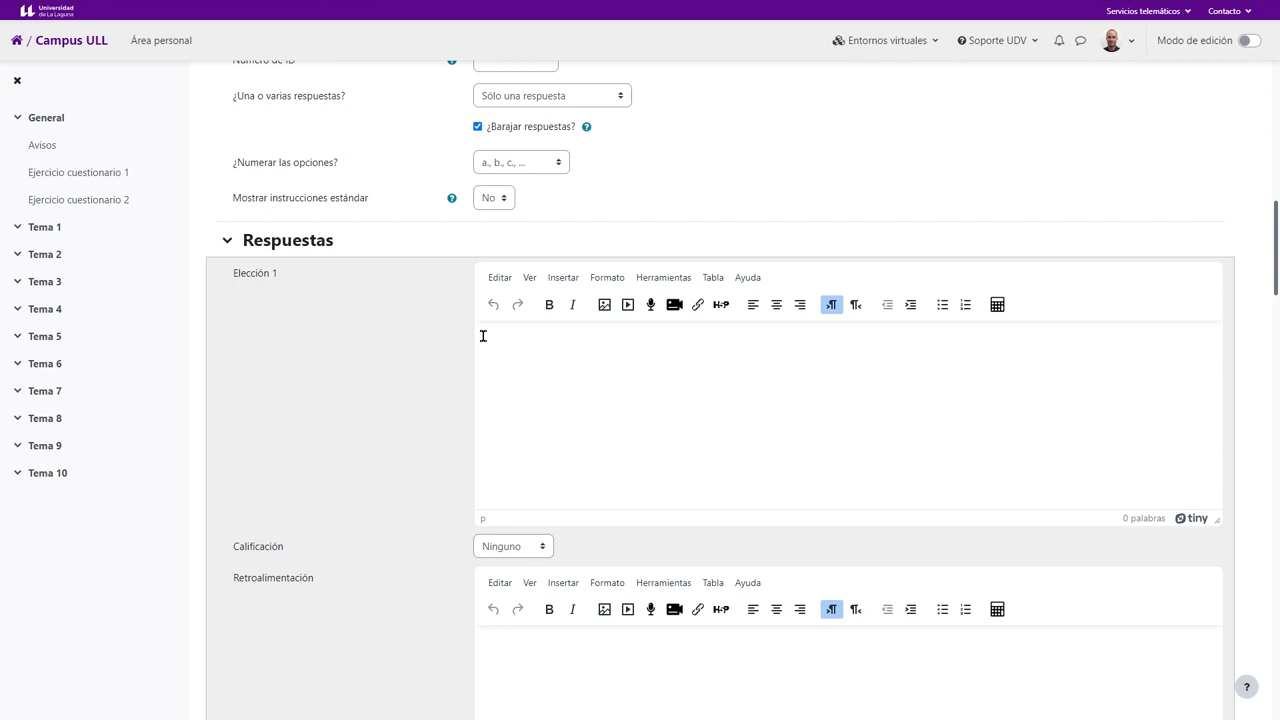 Universidad
de La Laguna
Servicios telemáticos
Contacto
/ Campus ULL
Área personal
Entornos virtuales
Soporte UDV
Modo de edición
General
Avisos
Ejercicio cuestionario 1
Ejercicio cuestionario 2
Tema 1
Tema 2
Tema 3
Tema 4
Tema 5
Tema 6
Tema 7
Tema 8
Tema 9
Tema 10
Número de ID
¿Una o varias respuestas?
Sólo una respuesta
¿Barajar respuestas?
¿Numerar las opciones?
a., b., c., ...
Mostrar instrucciones estándar
No
Respuestas
Elección 1
Editar Ver Insertar Formato Herramientas Tabla Ayuda
B I H-P
p
0 palabras tiny
Calificación
Ninguno
Retroalimentación
Editar Ver Insertar Formato Herramientas Tabla Ayuda
B I H-P
?